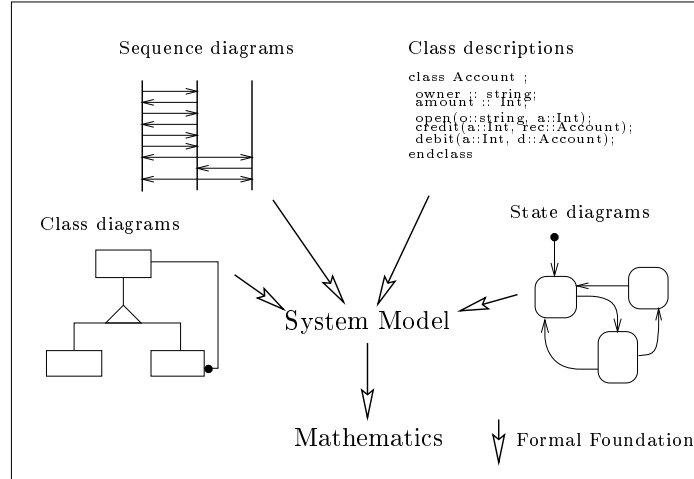 Sequence diagrams
Class descriptions
class Account ;
owner :: string;
amount :: Int;
open(o::string, a::Int);
credit(a::Int, rec::Account);
debit(a::Int, d::Account);
endclass
Class diagrams
State diagrams
System Model
Mathematics
Formal Foundation